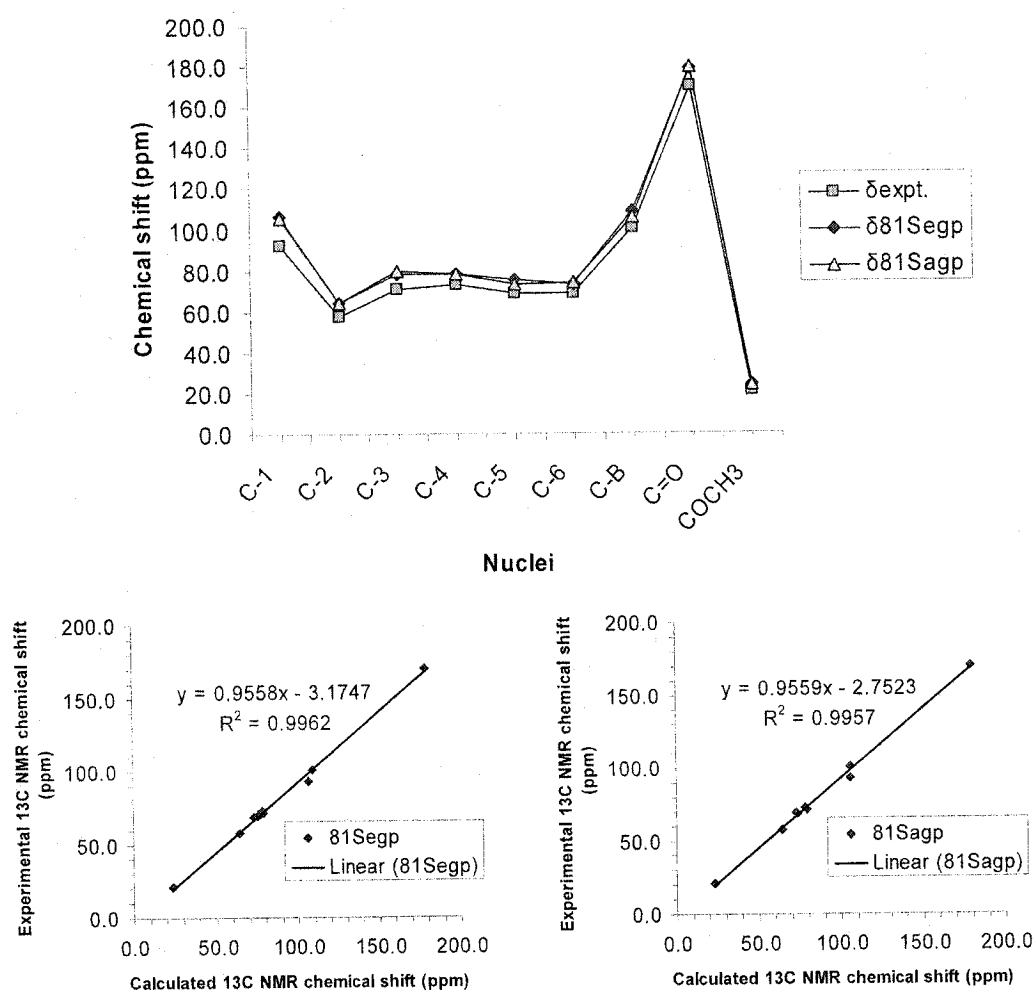 200.0
180.0
160.0
140.0
120.0
100.0
80.0
60.0
40.0
20.0
0.0
Chemical shift (ppm)
C-1
C-2
C-3
C-4
C-5
C-6
C-B
C=O
COCH3
Nuclei
δexpt.
δ81Segp
δ81Sagp
Experimental 13C NMR chemical shift
(ppm)
200.0
150.0
100.0
50.0
0.0
y = 0.9558x - 3.1747
R² = 0.9962
81Segp
Linear (81Segp)
0.0 50.0 100.0 150.0 200.0
Calculated 13C NMR chemical shift (ppm)
Experimental 13C NMR chemical shift
(ppm)
200.0
150.0
100.0
50.0
0.0
y = 0.9559x - 2.7523
R² = 0.9957
81Sagp
Linear (81Sagp)
0.0 50.0 100.0 150.0 200.0
Calculated 13C NMR chemical shift (ppm)